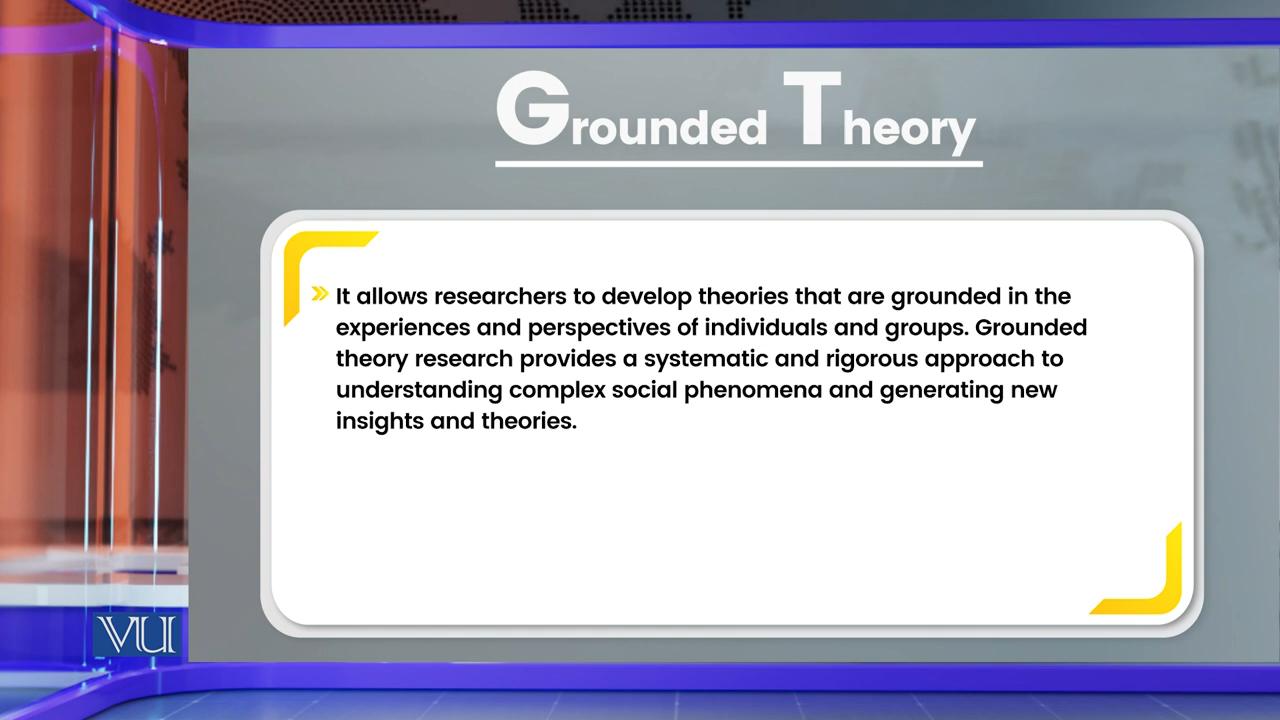 Grounded Theory
It allows researchers to develop theories that are grounded in the
experiences and perspectives of individuals and groups. Grounded
theory research provides a systematic and rigorous approach to
understanding complex social phenomena and generating new
insights and theories.
VU